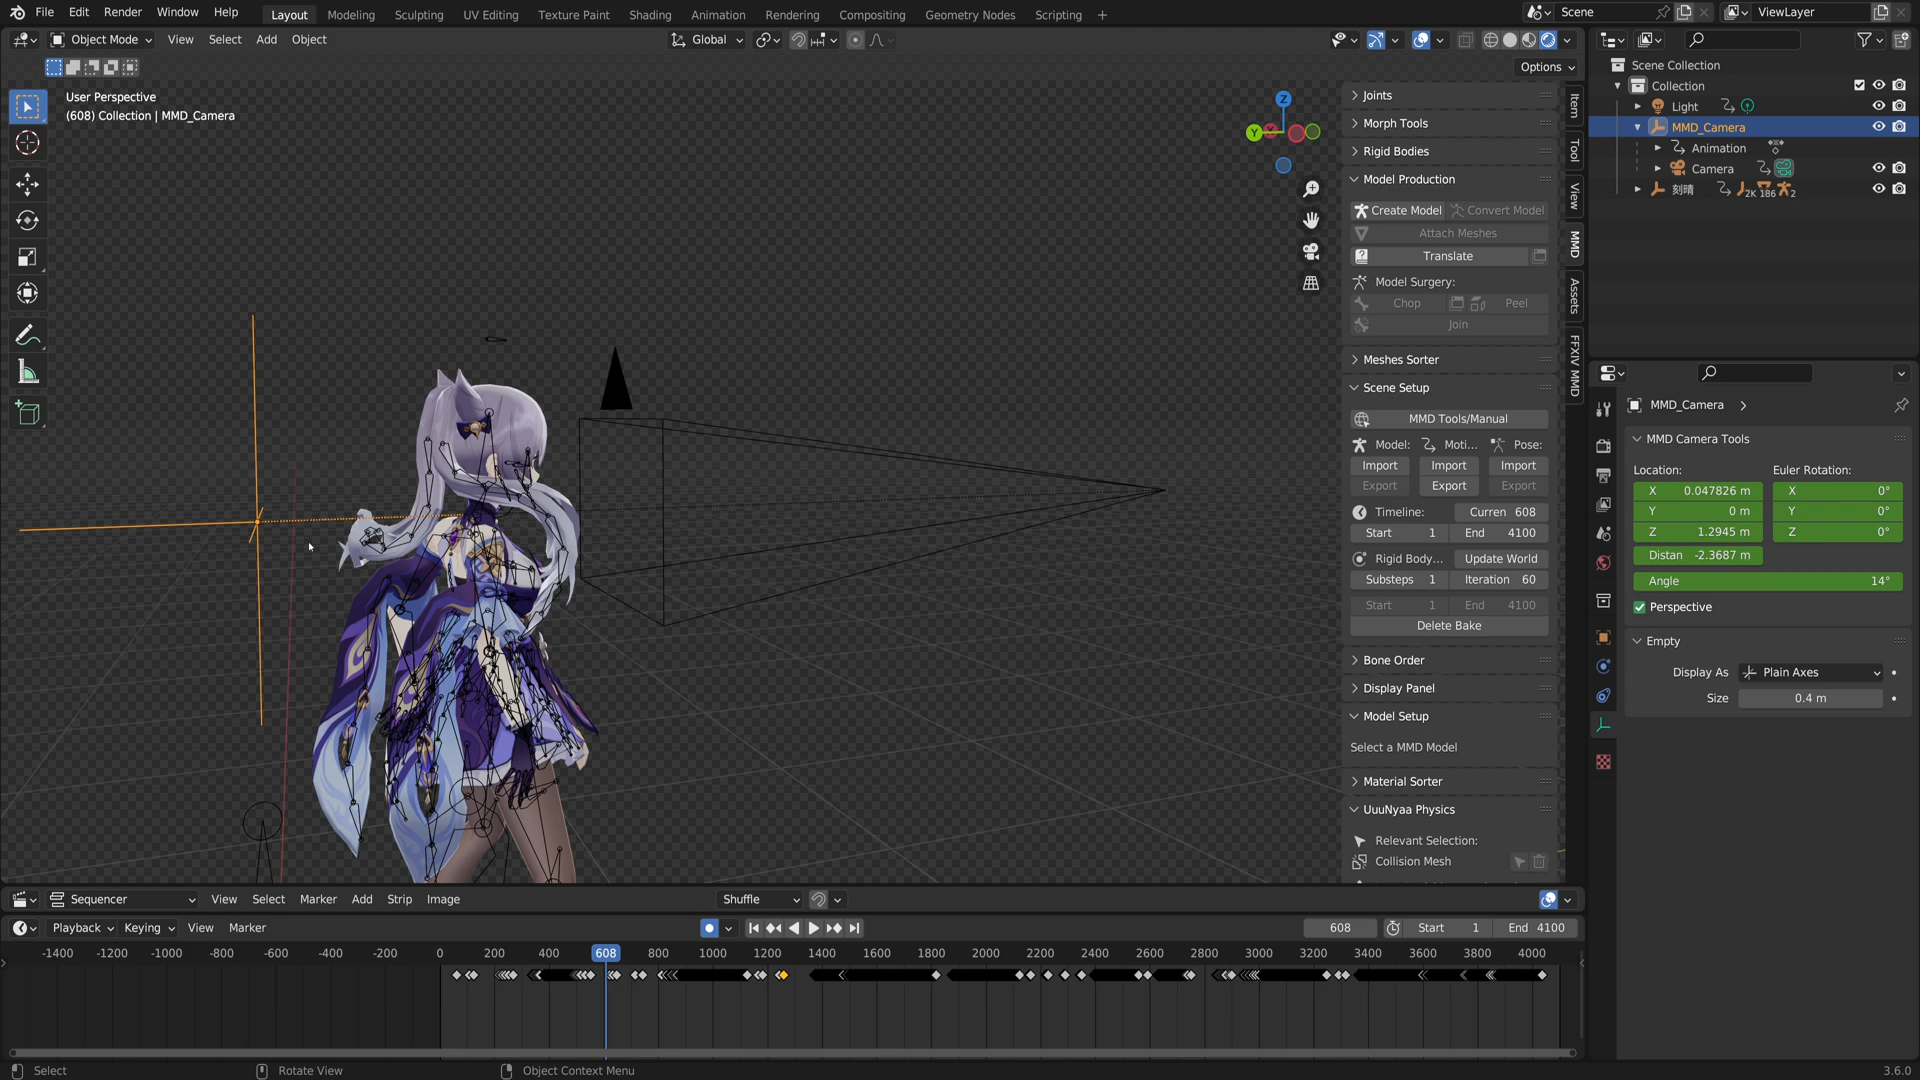 File Edit Render Window Help
Layout Modeling Sculpting UV Editing Texture Paint Shading Animation Rendering Compositing Geometry Nodes Scripting +
Scene
ViewLayer
Object Mode View Select Add Object
Global
Options
User Perspective
(608) Collection | MMD_Camera
Z
Y
Joints
Morph Tools
Rigid Bodies
Model Production
Create Model Convert Model
Attach Meshes
Translate
Model Surgery:
Chop Peel
Join
Meshes Sorter
Scene Setup
MMD Tools/Manual
Model: Moti... Pose:
Import Import Import
Export Export Export
Timeline: Curren 608
Start 1 End 4100
Rigid Body... Update World
Substeps 1 Iteration 60
Start 1 End 4100
Delete Bake
Bone Order
Display Panel
Model Setup
Select a MMD Model
Material Sorter
UuuNyaa Physics
Relevant Selection:
Collision Mesh
Item
Tool
View
MMD
Assets
FFXIV MMD
Scene Collection
Collection
Light
MMD_Camera
Animation
Camera
刻晴 2K 186 2
MMD_Camera
MMD Camera Tools
Location: Euler Rotation:
X 0.047826 m X 0°
Y 0 m Y 0°
Z 1.2945 m Z 0°
Distan -2.3687 m
Angle 14°
Perspective
Empty
Display As Plain Axes
Size 0.4 m
Sequencer View Select Marker Add Strip Image
Shuffle
Playback Keying View Marker
608 Start 1 End 4100
-1400 -1200 -1000 -800 -600 -400 -200 0 200 400 608 800 1000 1200 1400 1600 1800 2000 2200 2400 2600 2800 3000 3200 3400 3600 3800 4000
Select Rotate View Object Context Menu
3.6.0